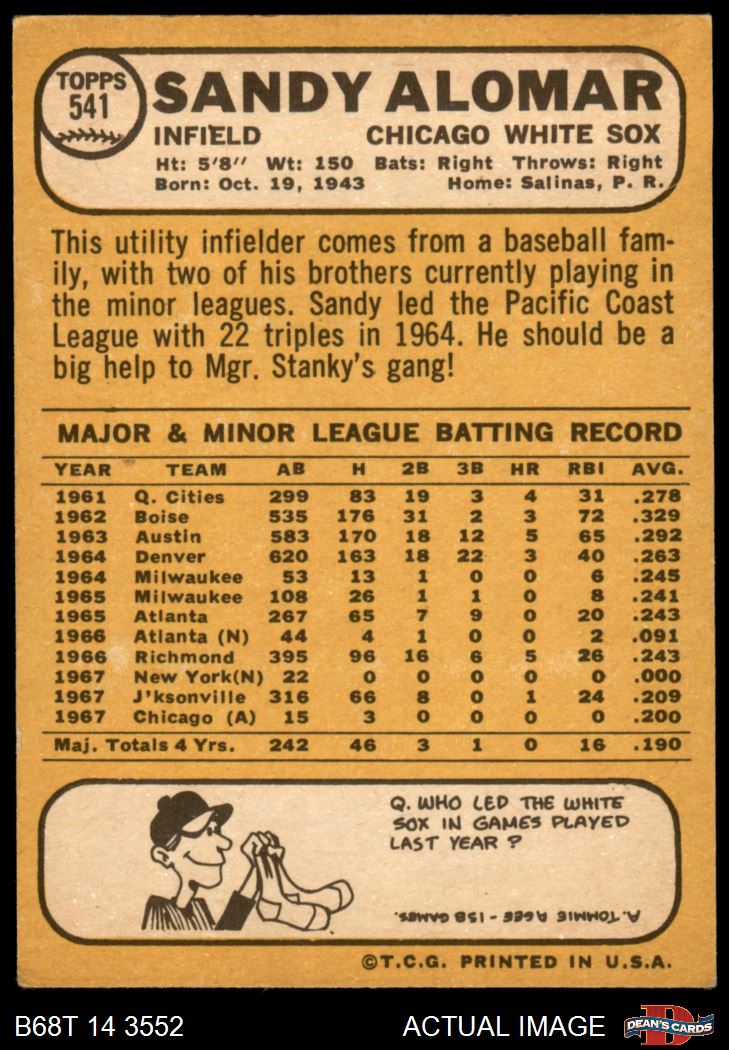 TOPPS
541
SANDY ALOMAR
INFIELD CHICAGO WHITE SOX
Ht: 5'8" Wt: 150 Bats: Right Throws: Right
Born: Oct. 19, 1943 Home: Salinas, P. R.
This utility infielder comes from a baseball fam-
ily, with two of his brothers currently playing in
the minor leagues. Sandy led the Pacific Coast
League with 22 triples in 1964. He should be a
big help to Mgr. Stanky's gang!
MAJOR & MINOR LEAGUE BATTING RECORD
YEAR TEAM AB H 2B 3B HR RBI AVG.
1961 Q. Cities 299 83 19 3 4 31 .278
1962 Boise 535 176 31 2 3 72 .329
1963 Austin 583 170 18 12 5 65 .292
1964 Denver 620 163 18 22 3 40 .263
1964 Milwaukee 53 13 1 0 0 6 .245
1965 Milwaukee 108 26 1 1 0 8 .241
1965 Atlanta 267 65 7 9 0 20 .243
1966 Atlanta (N) 44 4 1 0 0 2 .091
1966 Richmond 395 96 16 6 5 26 .243
1967 New York(N) 22 0 0 0 0 0 .000
1967 J'ksonville 316 66 8 0 1 24 .209
1967 Chicago (A) 15 3 0 0 0 0 .200
Maj. Totals 4 Yrs. 242 46 3 1 0 16 .190
Q. WHO LED THE WHITE
SOX IN GAMES PLAYED
LAST YEAR ?
A. TOMMIE AGEE - 158 GAMES.
©T.C.G. PRINTED IN U.S.A.
B68T 14 3552 ACTUAL IMAGE DEAN'S CARDS